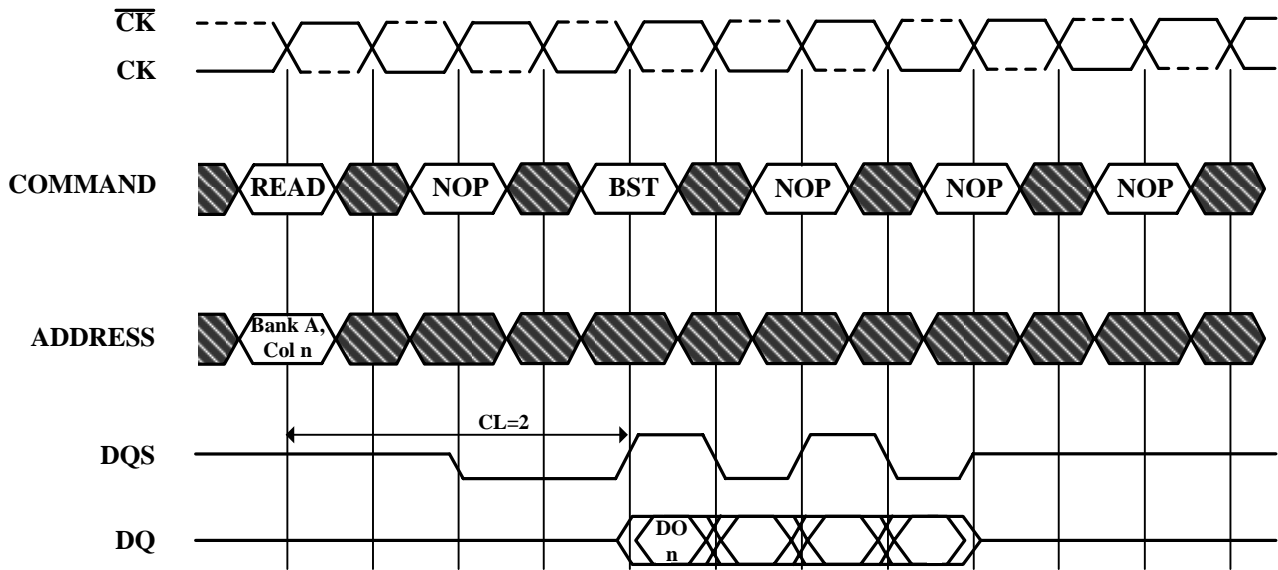 CK
CK
COMMAND READ NOP BST NOP NOP NOP
ADDRESS Bank A,
Col n
CL=2
DQS
DQ DO
n